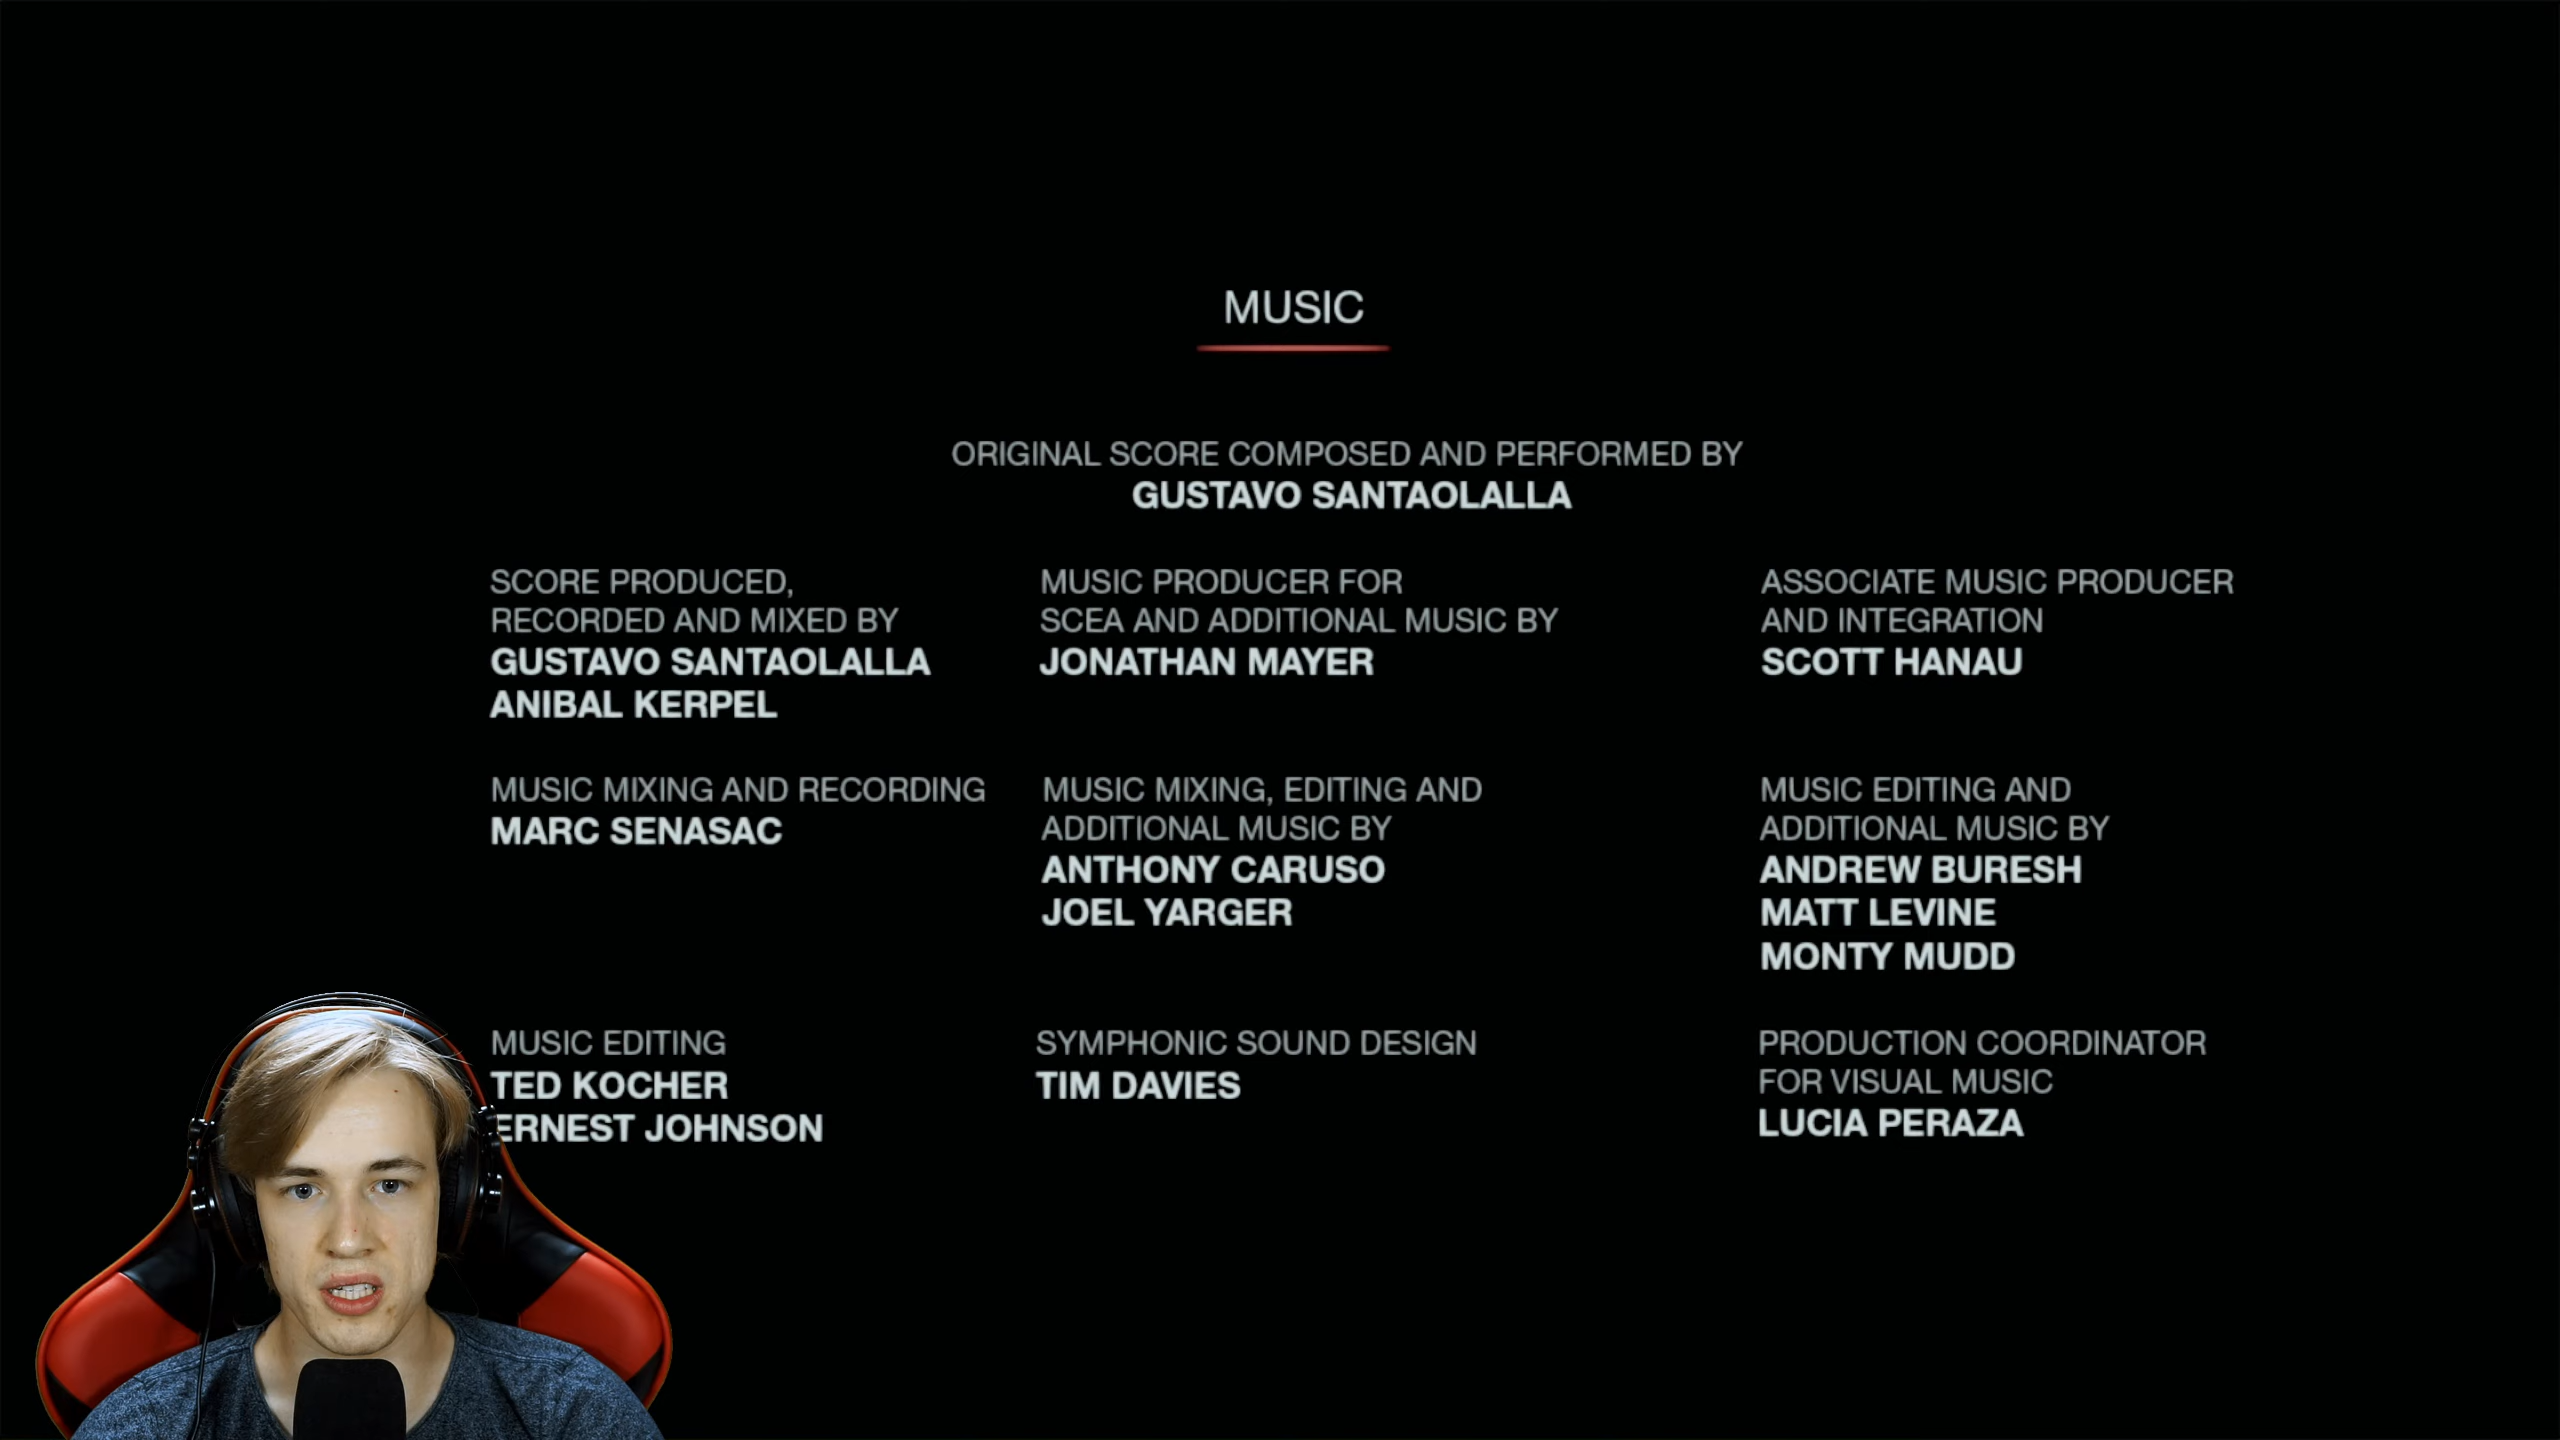 MUSIC
ORIGINAL SCORE COMPOSED AND PERFORMED BY
GUSTAVO SANTAOLALLA
SCORE PRODUCED,
RECORDED AND MIXED BY
GUSTAVO SANTAOLALLA
ANIBAL KERPEL
MUSIC PRODUCER FOR
SCEA AND ADDITIONAL MUSIC BY
JONATHAN MAYER
ASSOCIATE MUSIC PRODUCER
AND INTEGRATION
SCOTT HANAU
MUSIC MIXING AND RECORDING
MARC SENASAC
MUSIC MIXING, EDITING AND
ADDITIONAL MUSIC BY
ANTHONY CARUSO
JOEL YARGER
MUSIC EDITING AND
ADDITIONAL MUSIC BY
ANDREW BURESH
MATT LEVINE
MONTY MUDD
MUSIC EDITING
TED KOCHER
ERNEST JOHNSON
SYMPHONIC SOUND DESIGN
TIM DAVIES
PRODUCTION COORDINATOR
FOR VISUAL MUSIC
LUCIA PERAZA